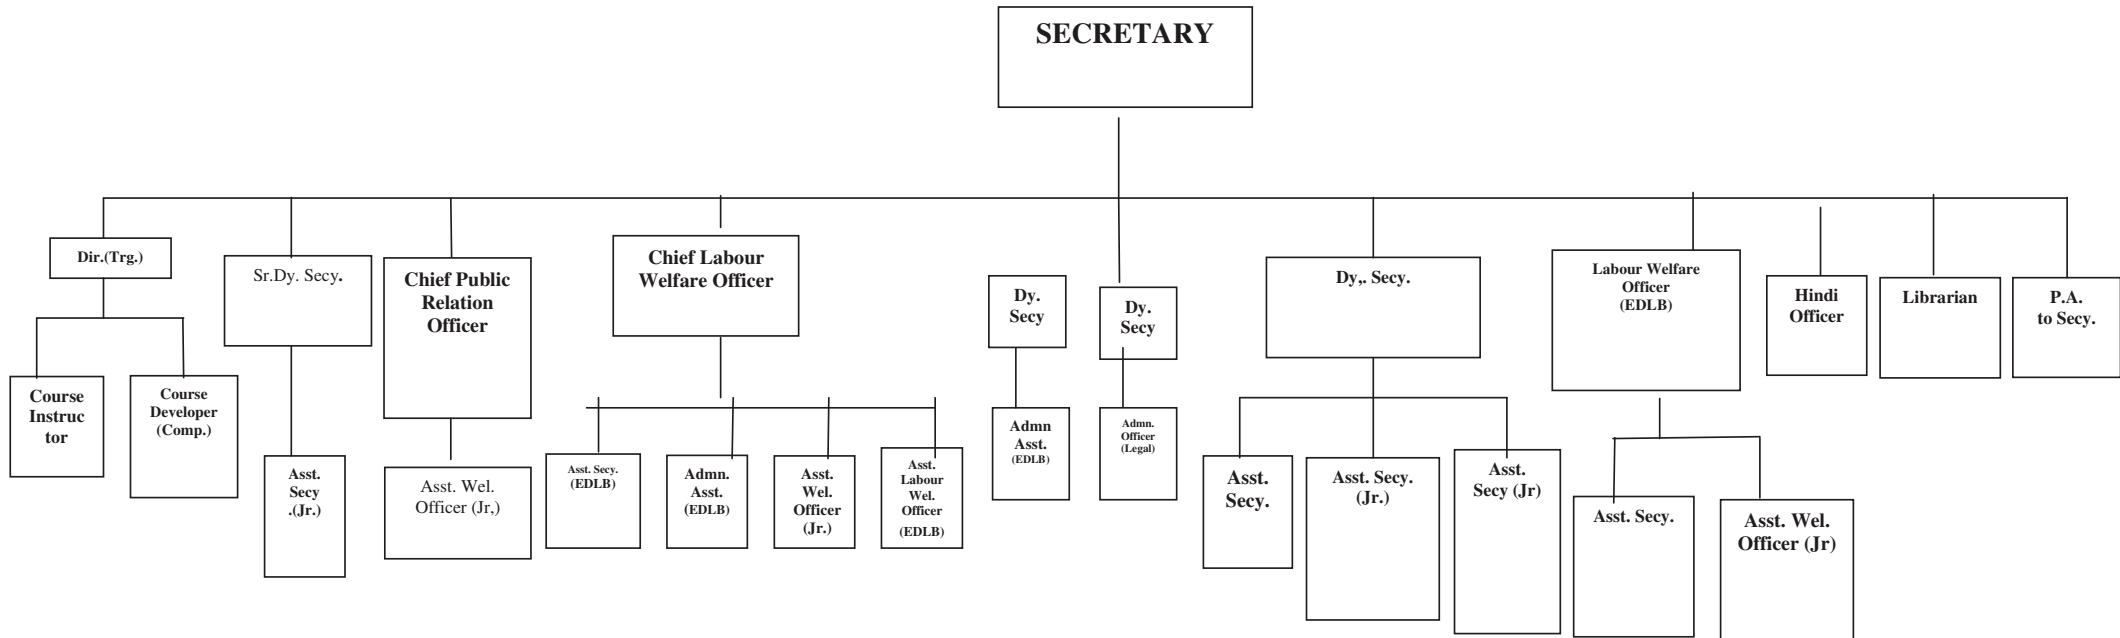 SECRETARY
Dir.(Trg.)
Sr.Dy. Secy.
Chief Public
Relation
Officer
Chief Labour
Welfare Officer
Dy.
Secy
Dy.
Secy
Dy,. Secy.
Labour Welfare
Officer
(EDLB)
Hindi
Officer
Librarian
P.A.
to Secy.
Course
Instruc
tor
Course
Developer
(Comp.)
Asst.
Secy
.(Jr.)
Asst. Wel.
Officer (Jr,)
Asst. Secy.
(EDLB)
Admn.
Asst.
(EDLB)
Asst.
Wel.
Officer
(Jr.)
Asst.
Labour
Wel.
Officer
(EDLB)
Admn
Asst.
(EDLB)
Admn.
Officer
(Legal)
Asst.
Secy.
Asst. Secy.
(Jr.)
Asst.
Secy (Jr)
Asst. Secy.
Asst. Wel.
Officer (Jr)